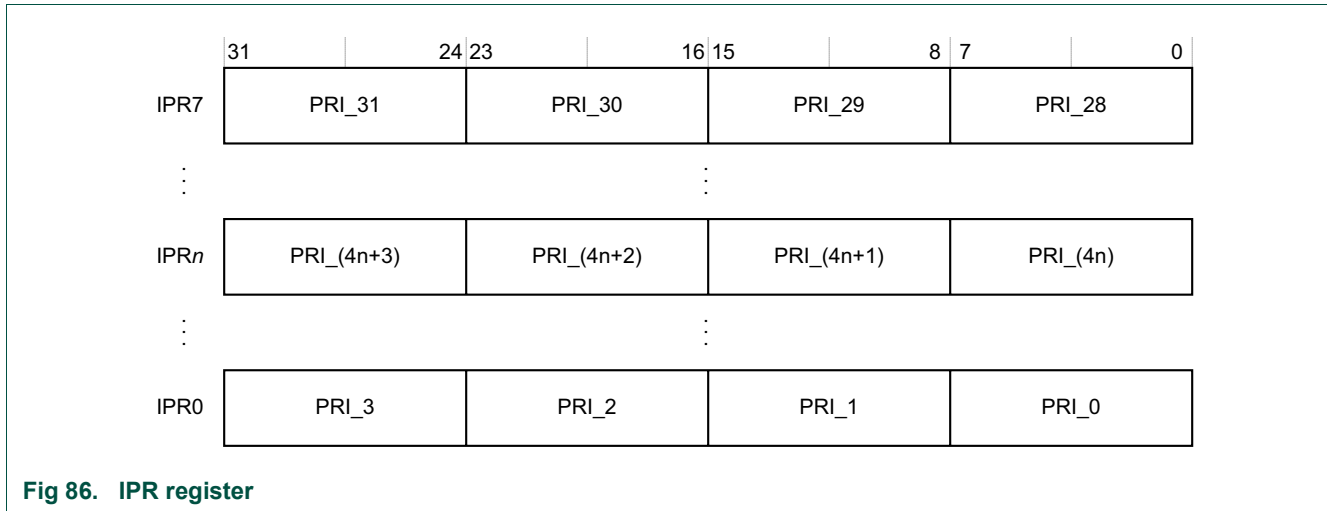 31 24 23 16 15 8 7 0
IPR7 PRI_31 PRI_30 PRI_29 PRI_28
IPRn PRI_(4n+3) PRI_(4n+2) PRI_(4n+1) PRI_(4n)
IPR0 PRI_3 PRI_2 PRI_1 PRI_0
Fig 86. IPR register